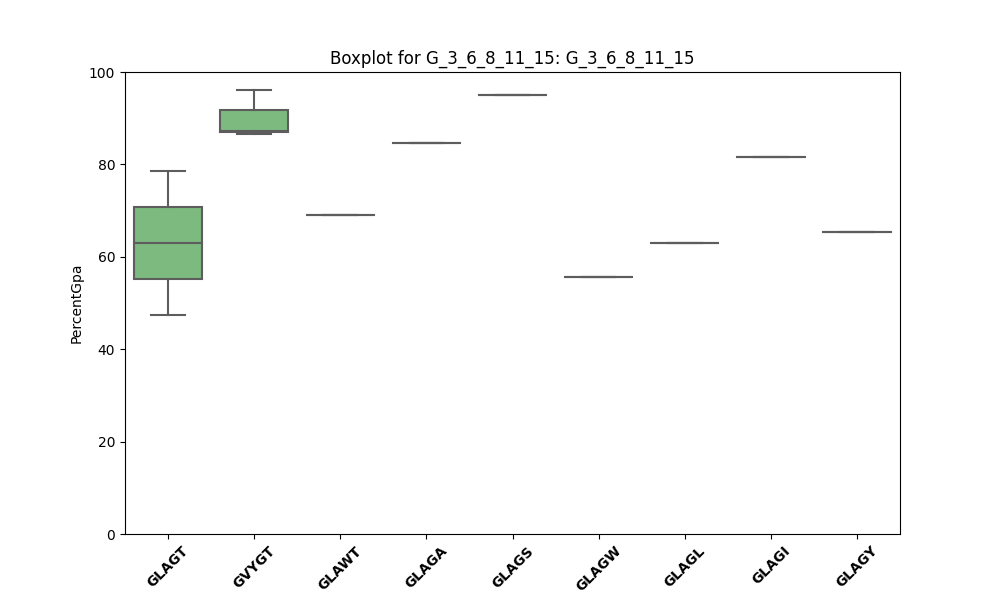 Boxplot for G_3_6_8_11_15: G_3_6_8_11_15
PercentGpa
100
80
60
40
20
0
GLAGT
GVYGT
GLAWT
GLAGA
GLAGS
GLAGW
GLAGL
GLAGI
GLAGY